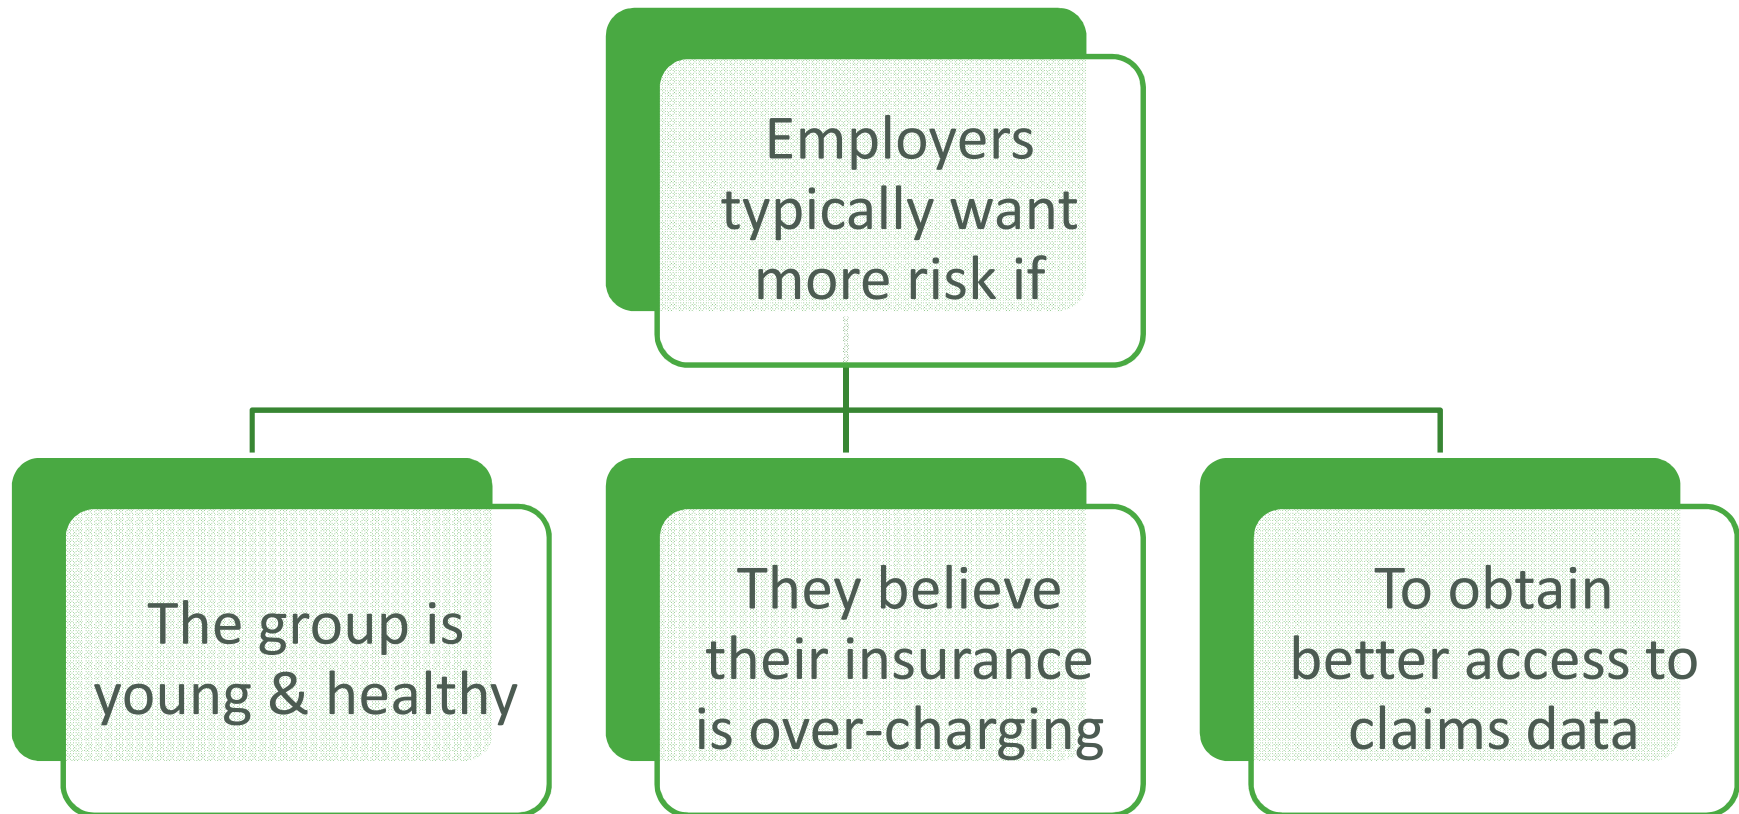 Employers
typically want
more risk if
The group is
young & healthy
They believe
their insurance
is over-charging
To obtain
better access to
claims data